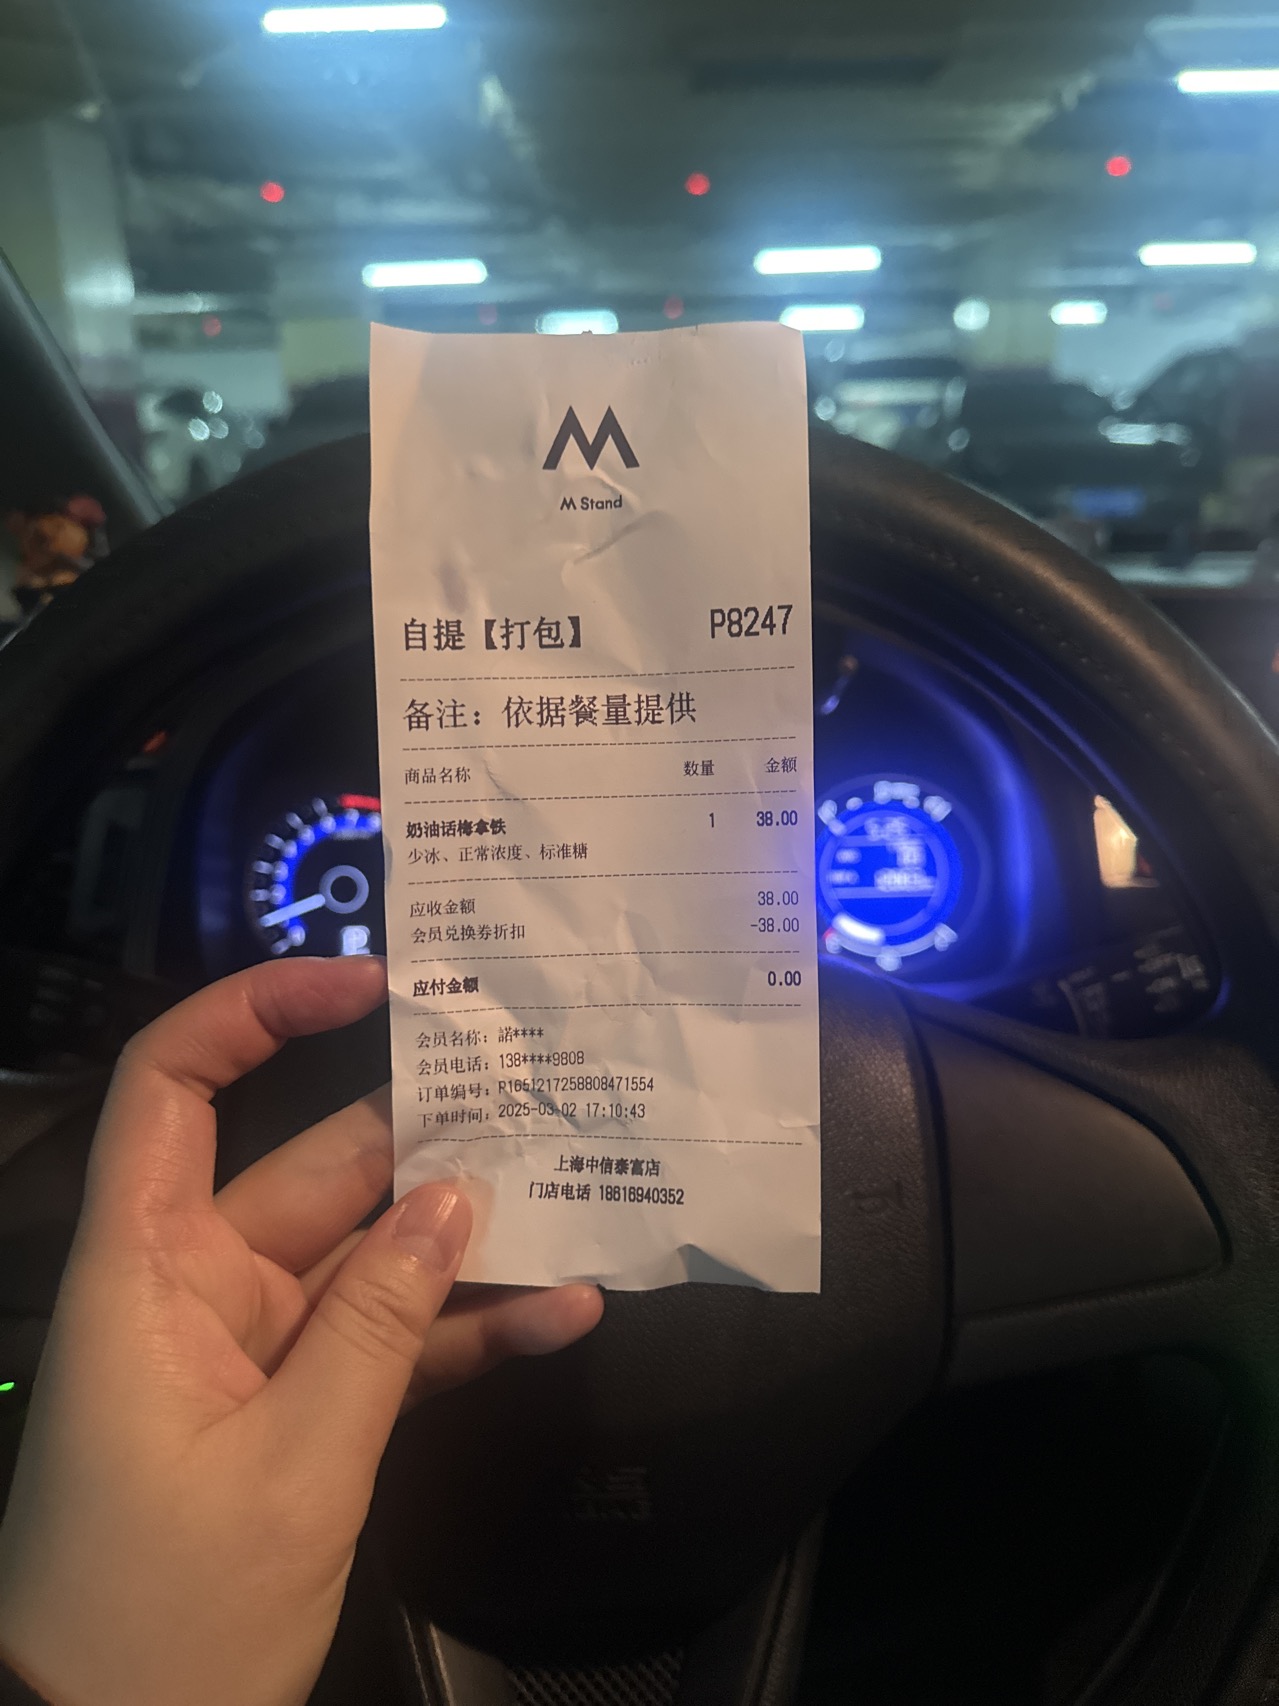 M Stand
自提【打包】 P8247
备注：依据餐量提供
商品名称 数量 金额
奶油话梅拿铁 1 38.00
少冰、正常浓度、标准糖
应收金额 38.00
会员兑换券折扣 -38.00
应付金额 0.00
会员名称：諾****
会员电话：138****9808
订单编号：P1651217258808471554
下单时间：2025-03-02 17:10:43
上海中信泰富店
门店电话 18616940352
P